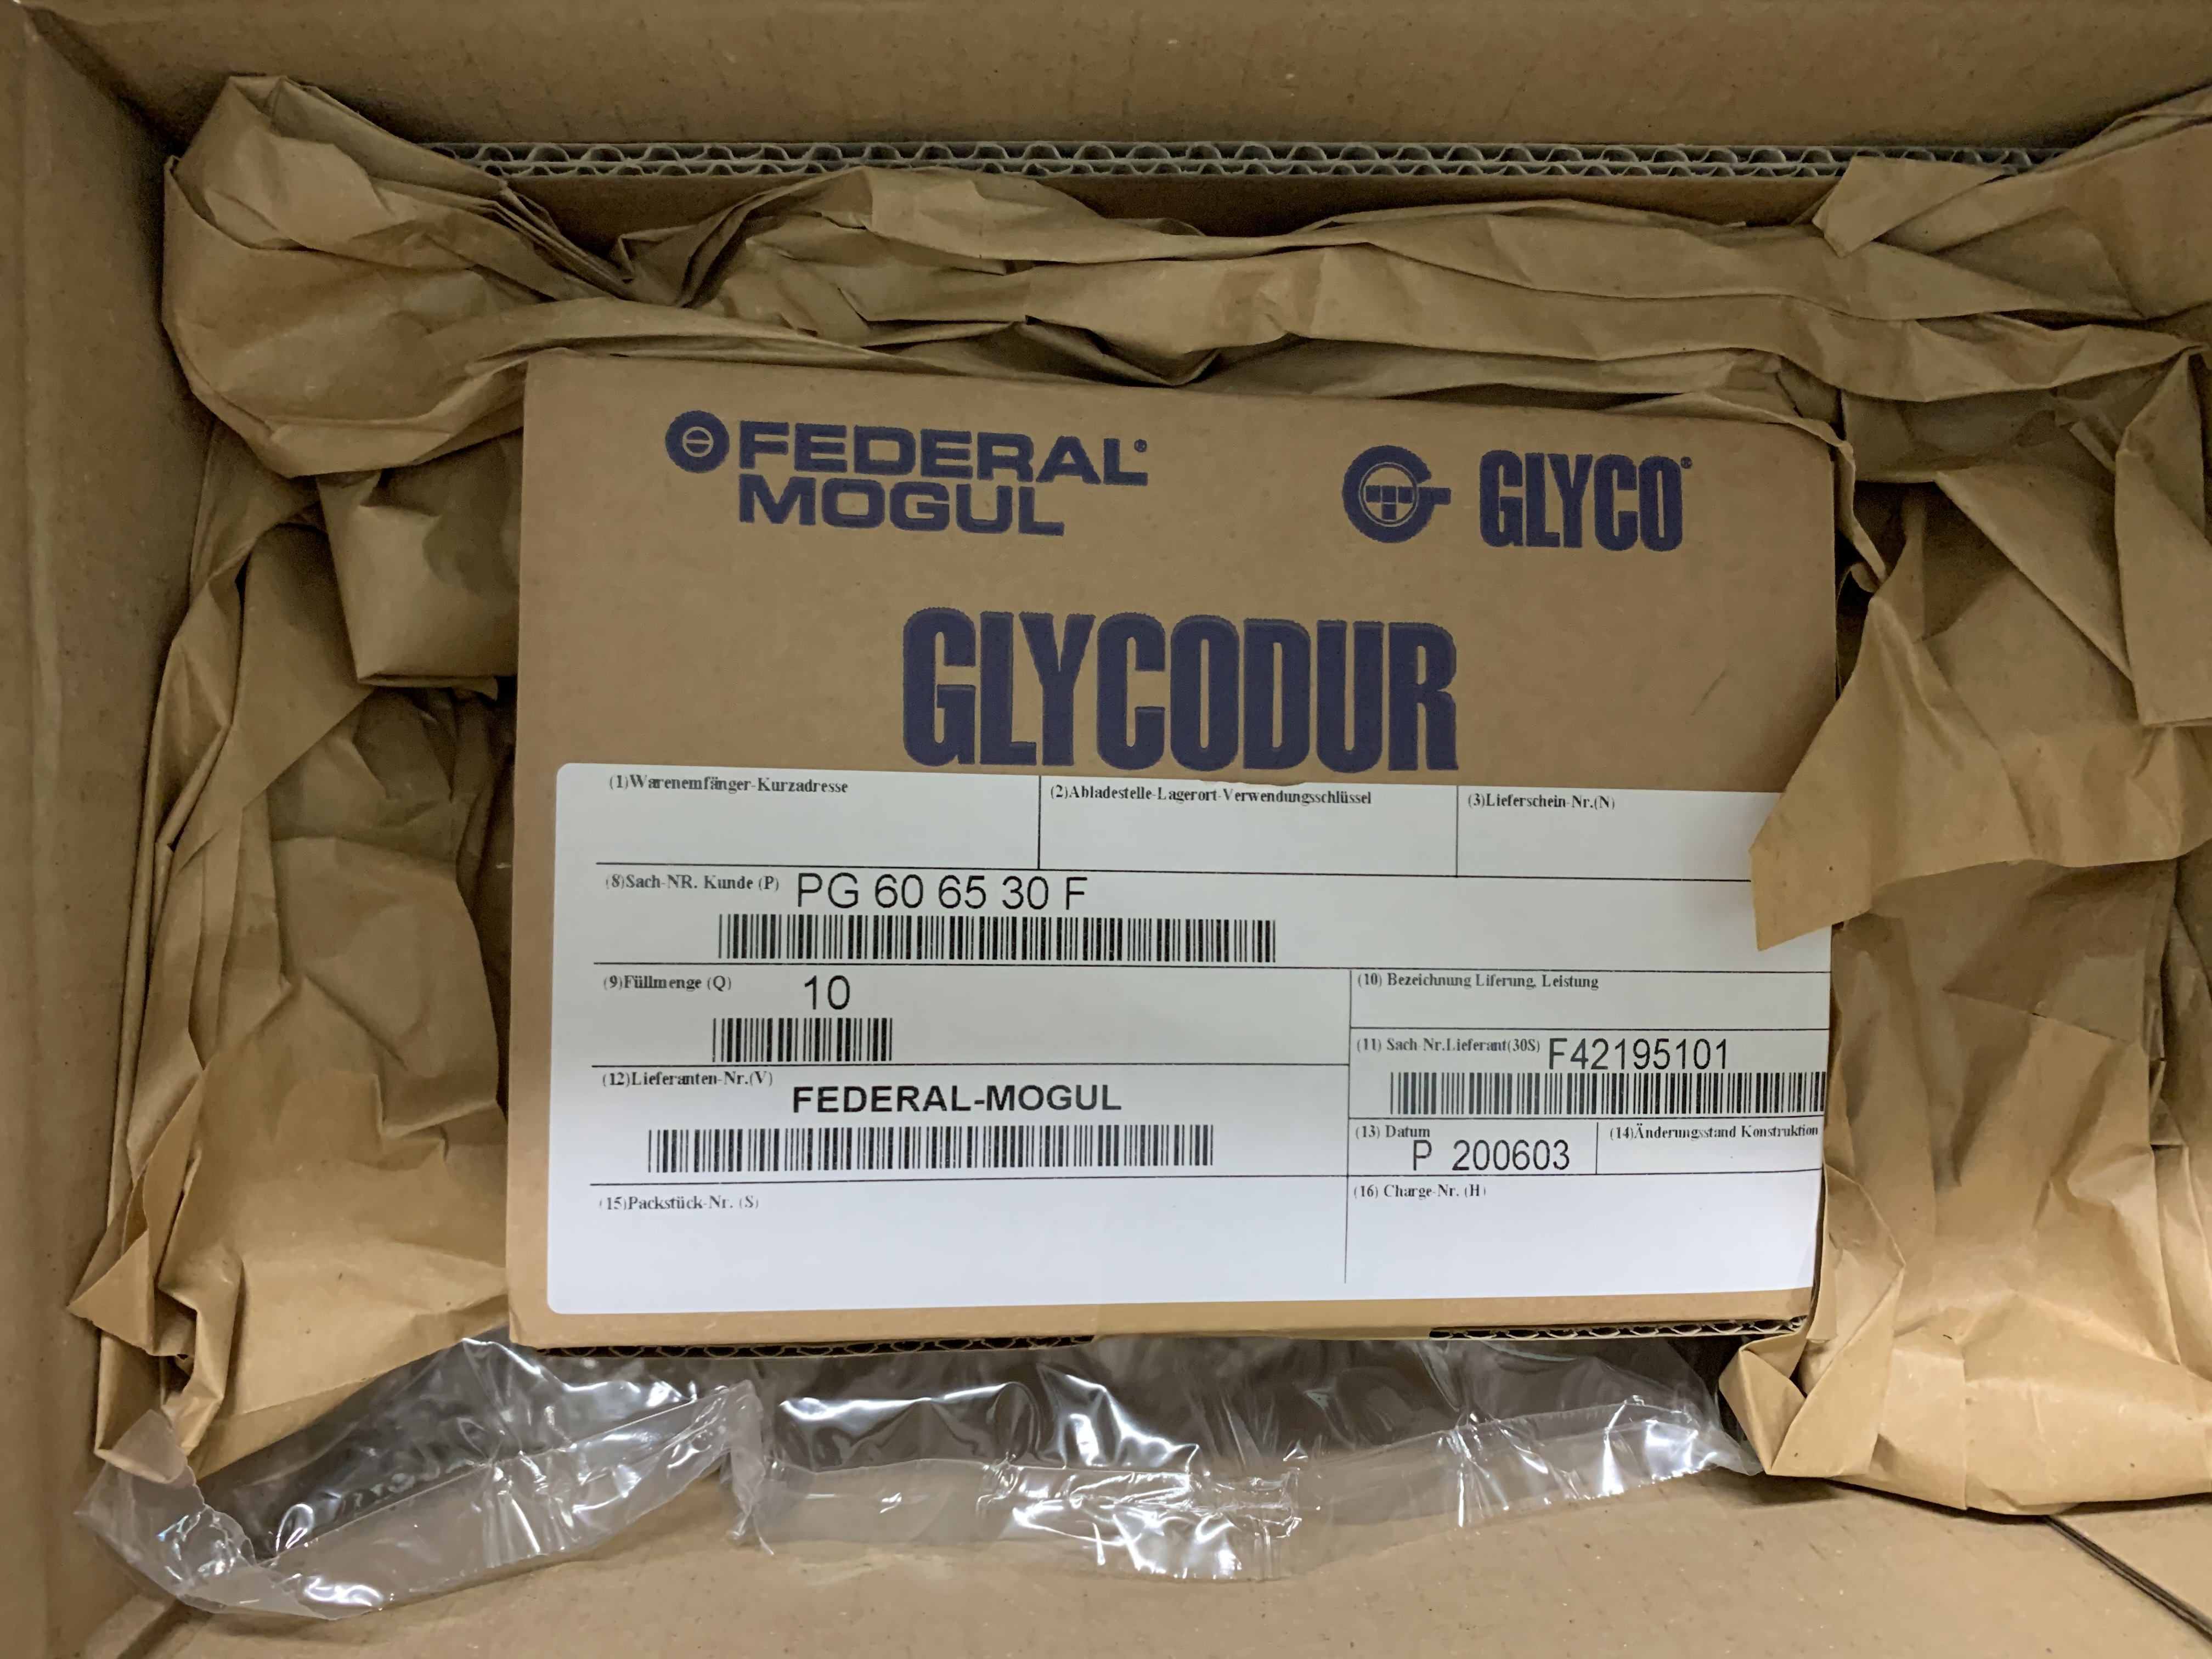 FEDERAL®
MOGUL
GLYCO®
GLYCODUR
(1)Warenemfänger-Kurzadresse
(2)Abladestelle-Lagerort-Verwendungsschlüssel
(3)Lieferschein-Nr.(N)
(8)Sach-NR. Kunde (P) PG 60 65 30 F
(9)Füllmenge (Q) 10
(10) Bezeichnung Liferung, Leistung
(11) Sach-Nr.Lieferant(30S) F42195101
(12)Lieferanten-Nr.(V)
FEDERAL-MOGUL
(13) Datum
P 200603
(14)Änderungsstand Konstruktion
(15)Packstück-Nr. (S)
(16) Charge-Nr. (H)